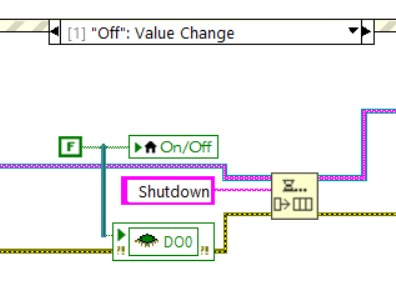 [1] "Off": Value Change
F
On/Off
Shutdown
DO0
?!
?!